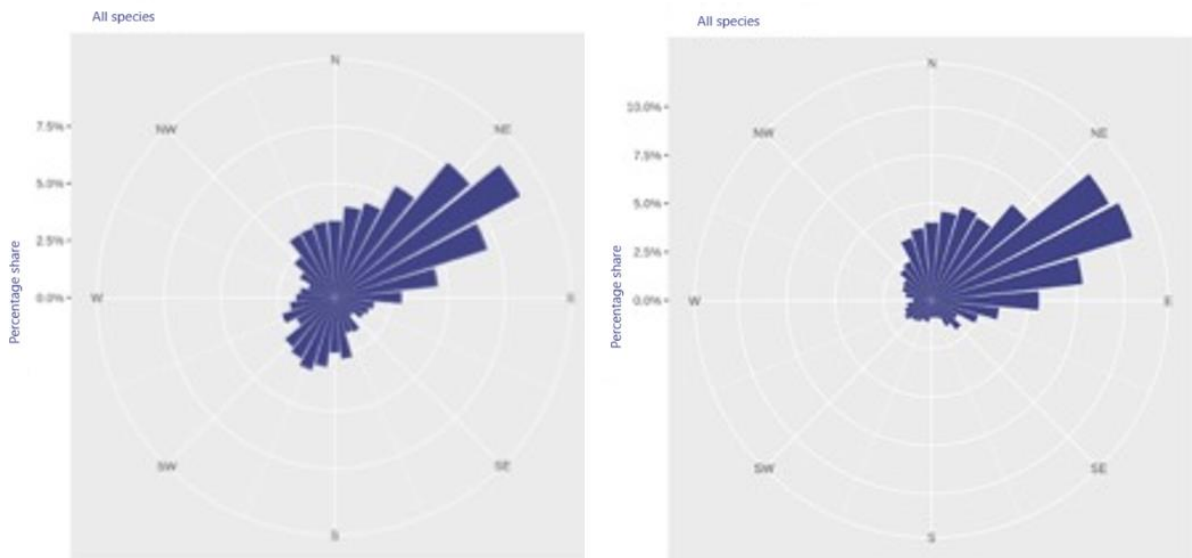 All species
N
NW
NE
7.5%
5.0%
2.5%
0.0%
W
E
SW
SE
S
Percentage share
All species
N
NW
NE
10.0%
7.5%
5.0%
2.5%
0.0%
W
E
SW
SE
S
Percentage share